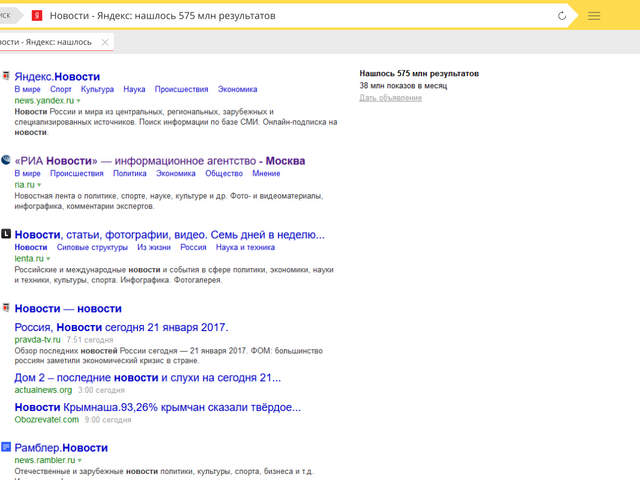 иск
Новости - Яндекс: нашлось 575 млн результатов
вости - Яндекс: нашлось
Яндекс.Новости
В мире Спорт Культура Наука Происшествия Экономика
news.yandex.ru
Новости России и мира из центральных, региональных, зарубежных и
специализированных источников. Поиск информации по базе СМИ. Онлайн-подписка на
новости.
«РИА Новости» — информационное агентство - Москва
В мире Происшествия Политика Экономика Общество Мнение
ria.ru
Новостная лента о политике, спорте, науке, культуре и др. Фото- и видеоматериалы,
инфографика, комментарии экспертов.
Новости, статьи, фотографии, видео. Семь дней в неделю...
Новости Силовые структуры Из жизни Россия Наука и техника
lenta.ru
Российские и международные новости и события в сфере политики, экономики, науки
и техники, культуры, спорта. Инфографика. Фотогалерея.
Новости — новости
Россия, Новости сегодня 21 января 2017.
pravda-tv.ru 7:51 сегодня
Обзор последних новостей России сегодня — 21 января 2017. ФОМ: большинство
россиян заметили экономический кризис в стране.
Дом 2 – последние новости и слухи на сегодня 21...
actualnews.org 3:00 сегодня
Новости Крымнаша.93,26% крымчан сказали твёрдое...
Obozrevatel.com 9:00 сегодня
Рамблер.Новости
news.rambler.ru
Отечественные и зарубежные новости политики, культуры, спорта, бизнеса и т.д.
Нашлось 575 млн результатов
38 млн показов в месяц
Дать объявление